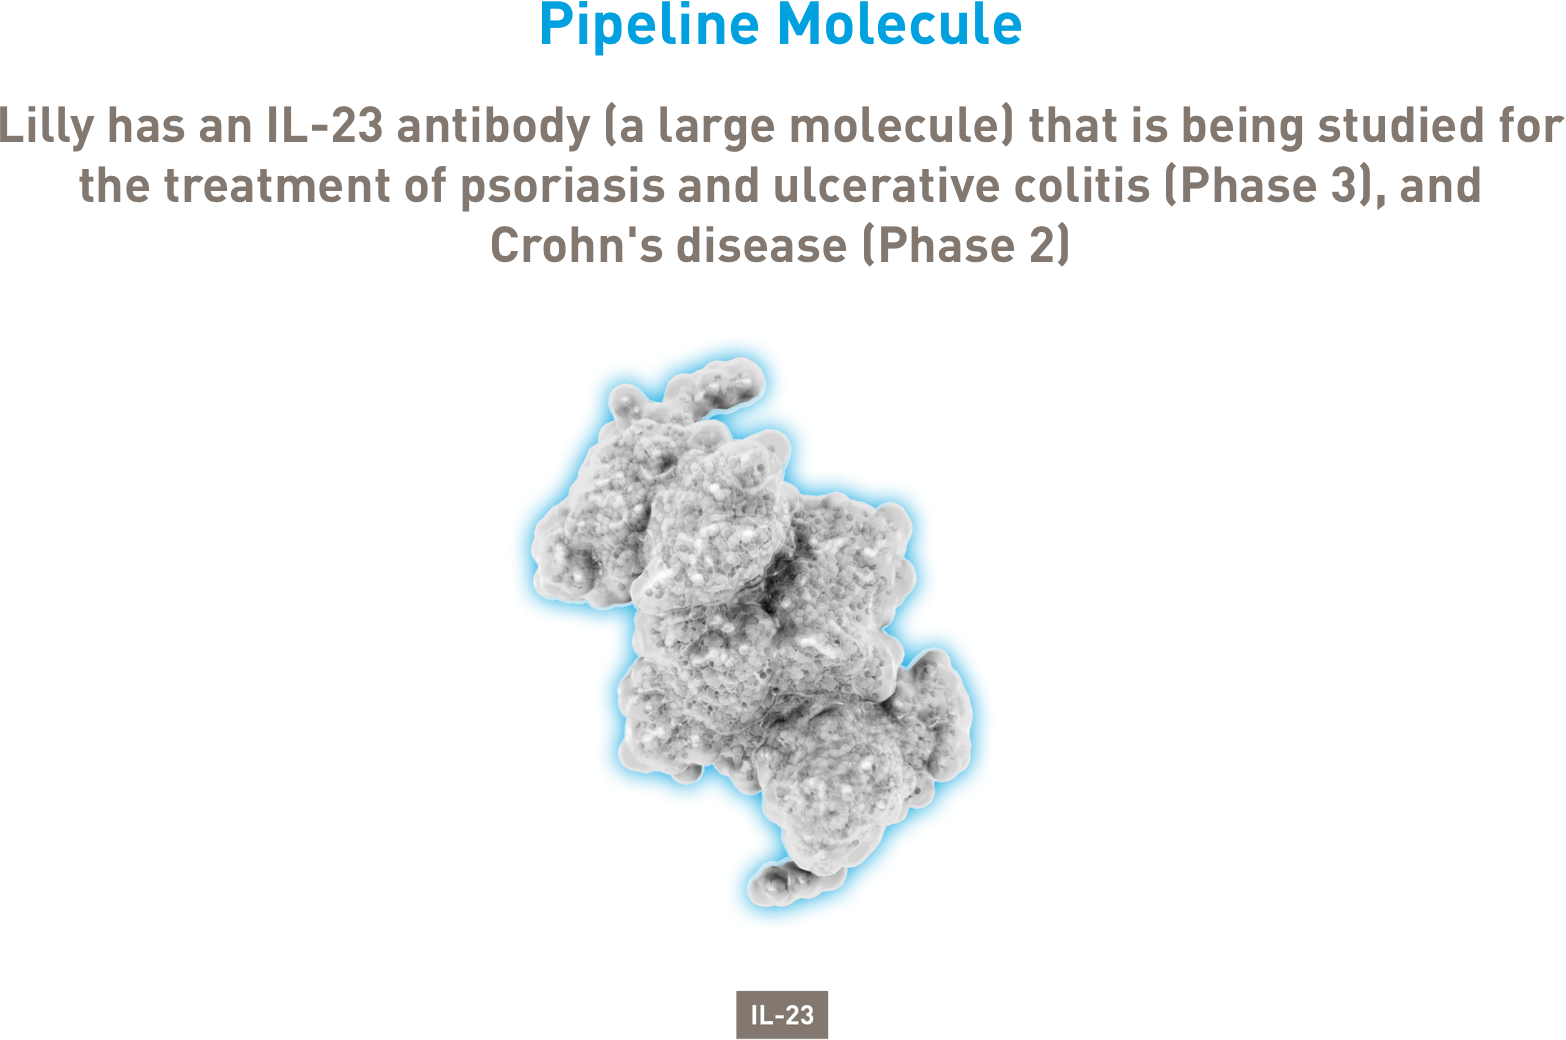 Pipeline Molecule
Lilly has an IL-23 antibody (a large molecule) that is being studied for
the treatment of psoriasis and ulcerative colitis (Phase 3), and
Crohn's disease (Phase 2)
IL-23